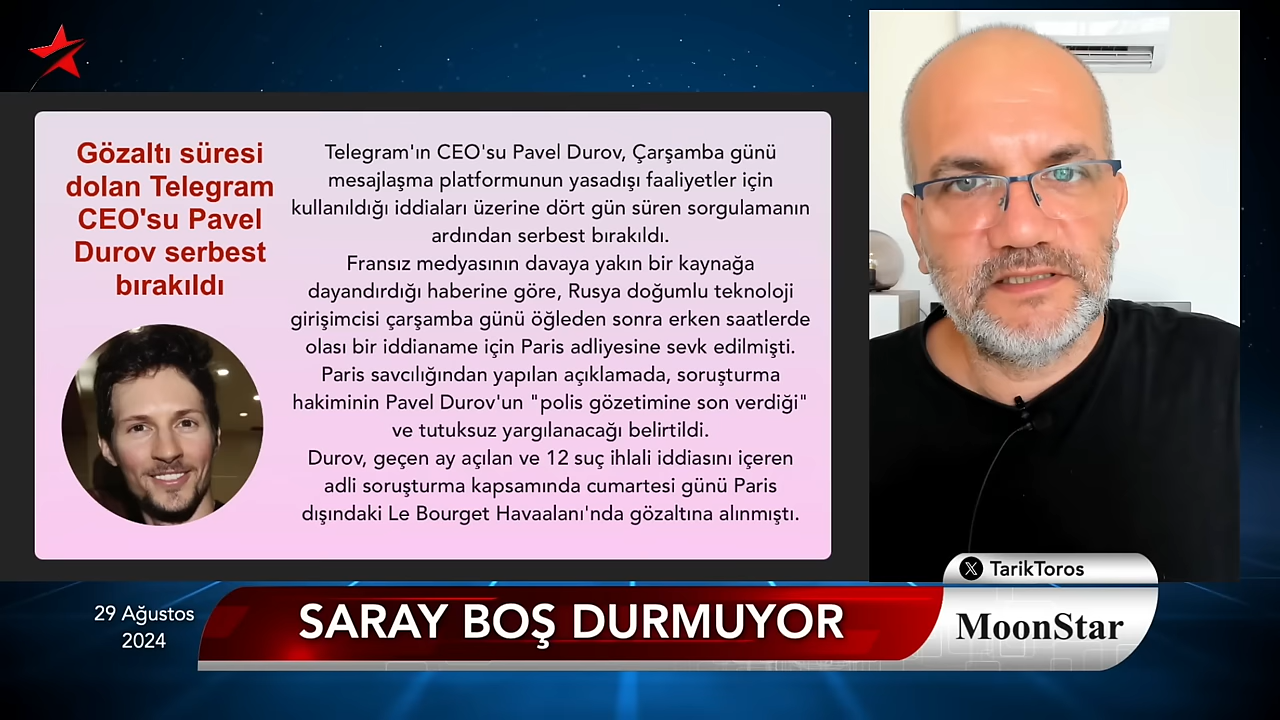 Gözaltı süresi
dolan Telegram
CEO'su Pavel
Durov serbest
bırakıldı
Telegram'ın CEO'su Pavel Durov, Çarşamba günü
mesajlaşma platformunun yasadışı faaliyetler için
kullanıldığı iddiaları üzerine dört gün süren sorgulamanın
ardından serbest bırakıldı.
Fransız medyasının davaya yakın bir kaynağa
dayandırdığı haberine göre, Rusya doğumlu teknoloji
girişimcisi çarşamba günü öğleden sonra erken saatlerde
olası bir iddianame için Paris adliyesine sevk edilmişti.
Paris savcılığından yapılan açıklamada, soruşturma
hakiminin Pavel Durov'un "polis gözetimine son verdiği"
ve tutuksuz yargılanacağı belirtildi.
Durov, geçen ay açılan ve 12 suç ihlali iddiasını içeren
adli soruşturma kapsamında cumartesi günü Paris
dışındaki Le Bourget Havaalanı'nda gözaltına alınmıştı.
TarikToros
29 Ağustos
2024
SARAY BOŞ DURMUYOR
MoonStar